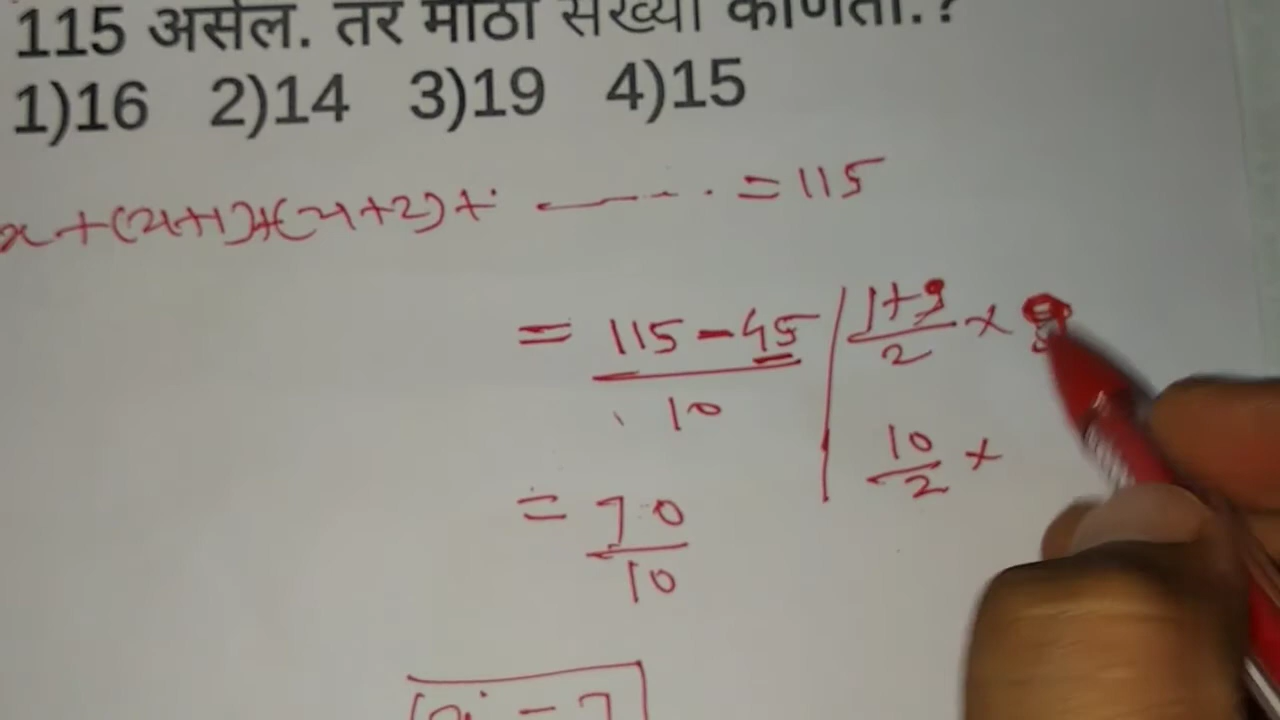 115 असेल. तर मोठी संख्या कोणती.?
1)16 2)14 3)19 4)15
x+(x+1)+(x+2)+ ------- . =115
= 115-45/10
1+9/2 ×
10/2 ×
= 70/10
x = 7